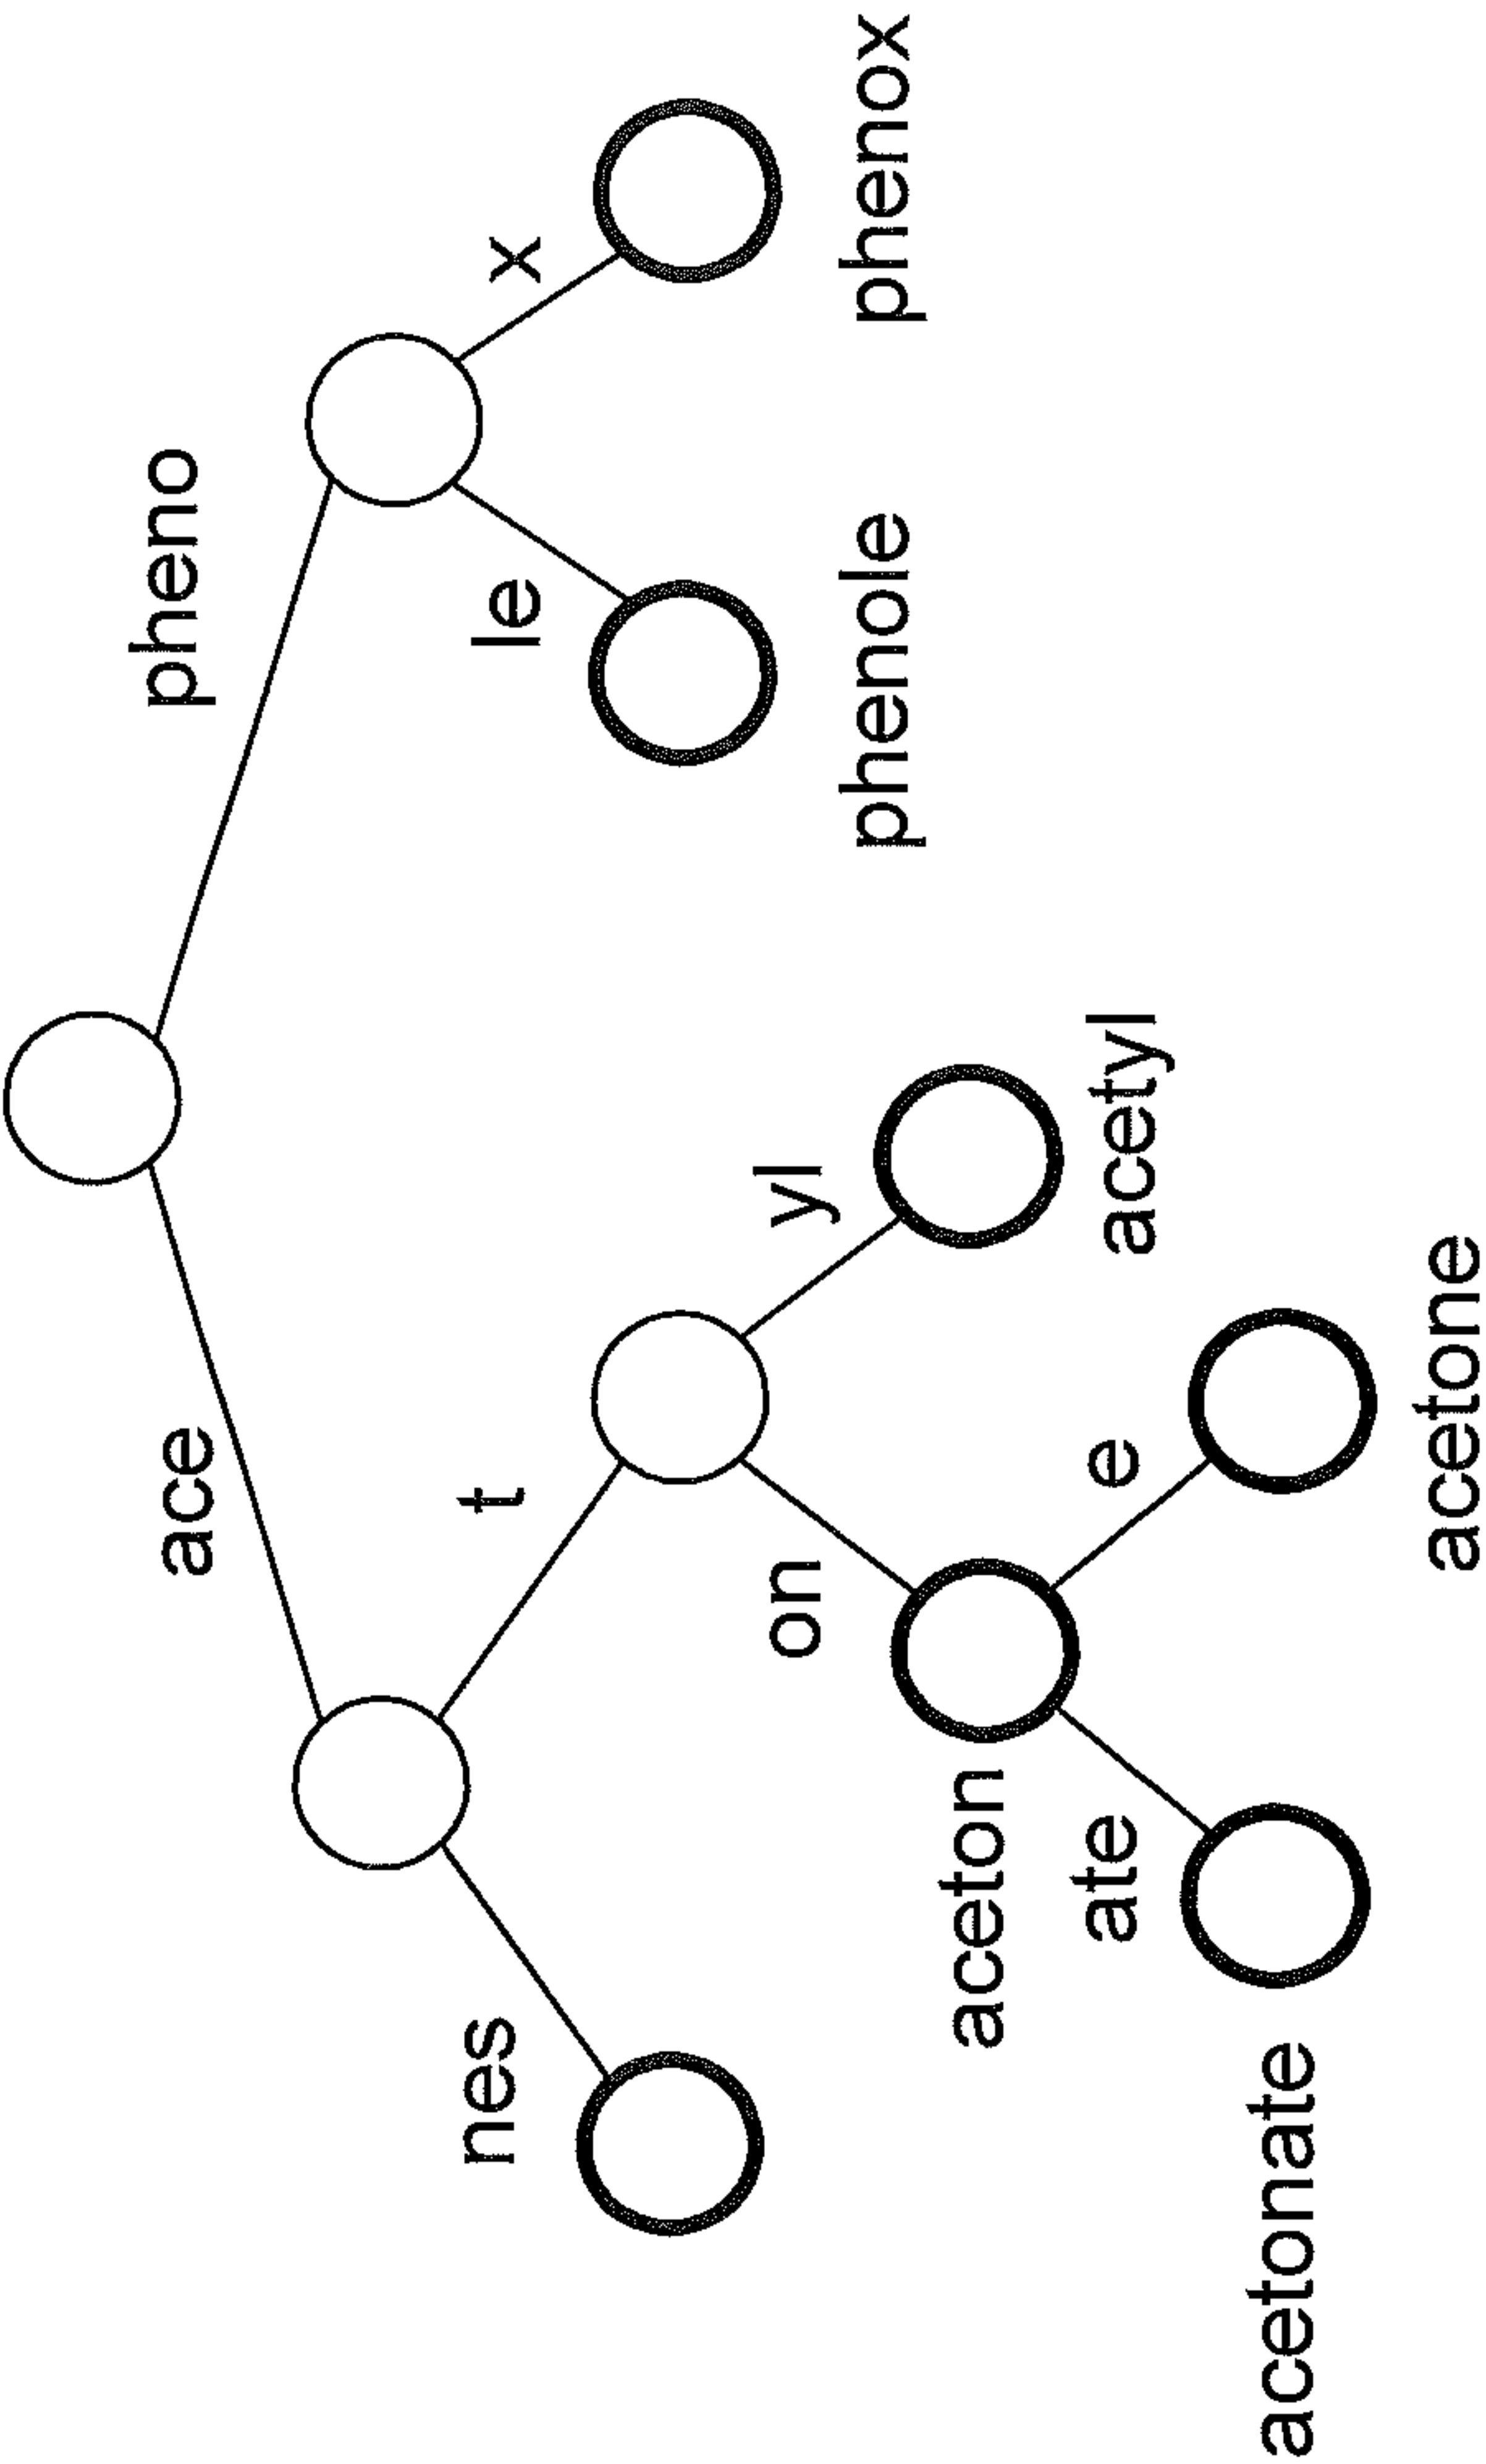 ace
pheno
nes
t
le
x
on
yl
phenole
phenox
aceton
acetyl
ate
e
acetonate
acetone